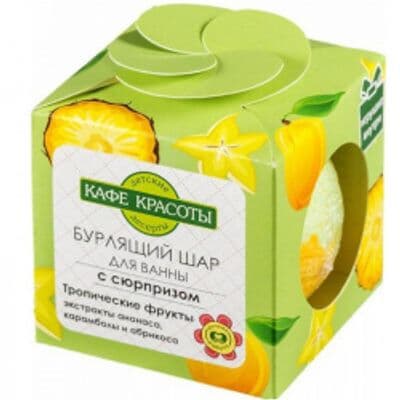 детские
КАФЕ КРАСОТЫ
десерты
БУРЛЯЩИЙ ШАР
ДЛЯ ВАННЫ
с сюрпризом
Тропические фрукты
экстракты ананаса,
карамболы и абрикоса